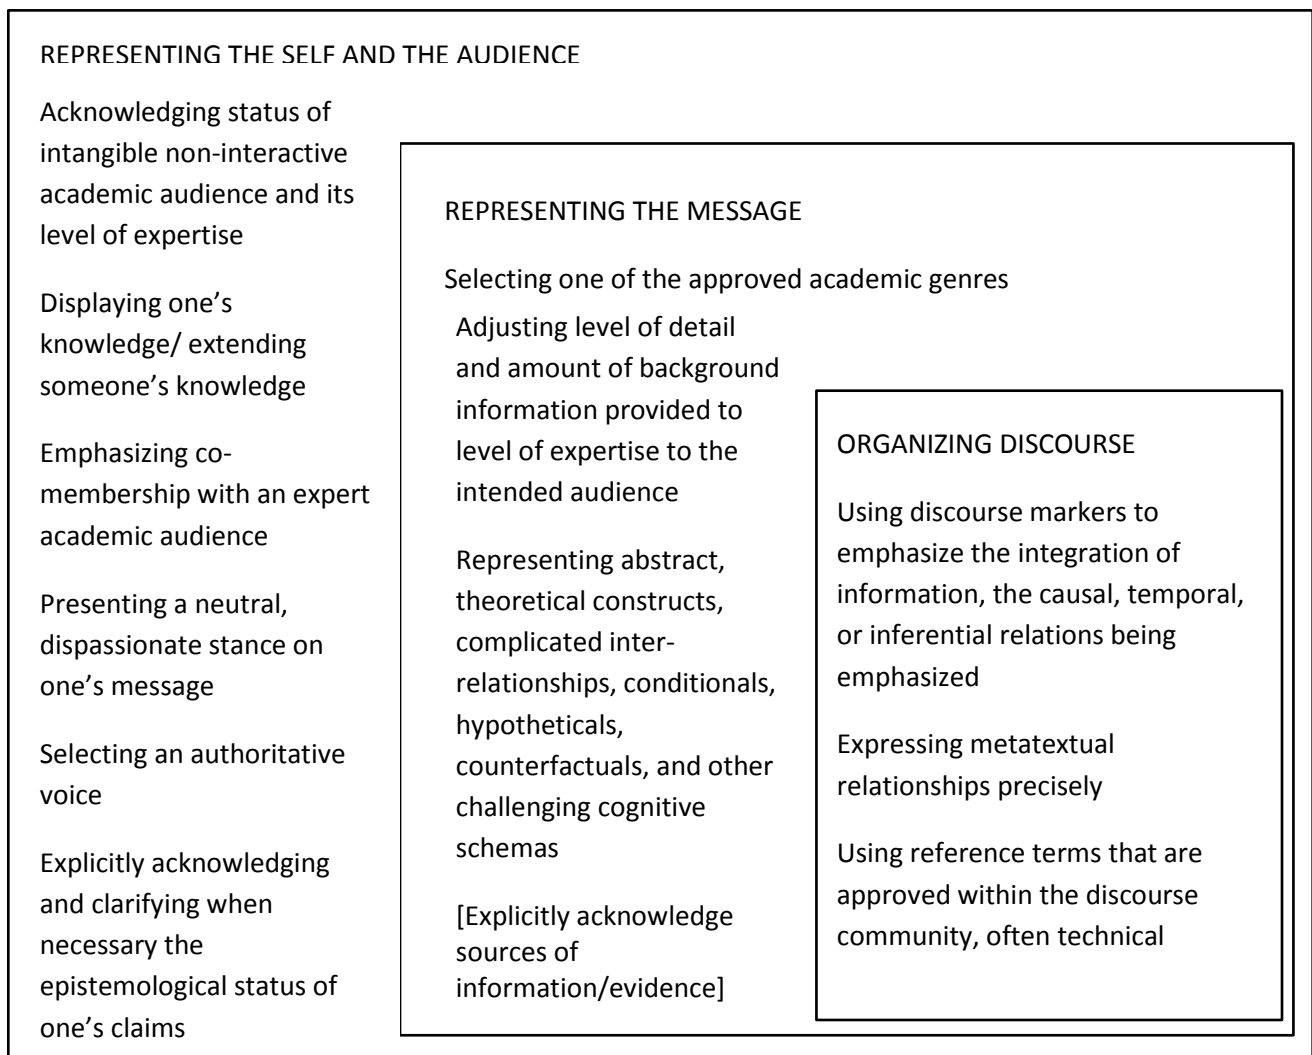 REPRESENTING THE SELF AND THE AUDIENCE
Acknowledging status of
intangible non-interactive
academic audience and its
level of expertise
Displaying one’s
knowledge/ extending
someone’s knowledge
Emphasizing co-
membership with an expert
academic audience
Presenting a neutral,
dispassionate stance on
one’s message
Selecting an authoritative
voice
Explicitly acknowledging
and clarifying when
necessary the
epistemological status of
one’s claims
REPRESENTING THE MESSAGE
Selecting one of the approved academic genres
Adjusting level of detail
and amount of background
information provided to
level of expertise to the
intended audience
Representing abstract,
theoretical constructs,
complicated inter-
relationships, conditionals,
hypotheticals,
counterfactuals, and other
challenging cognitive
schemas
[Explicitly acknowledge
sources of
information/evidence]
ORGANIZING DISCOURSE
Using discourse markers to
emphasize the integration of
information, the causal, temporal,
or inferential relations being
emphasized
Expressing metatextual
relationships precisely
Using reference terms that are
approved within the discourse
community, often technical